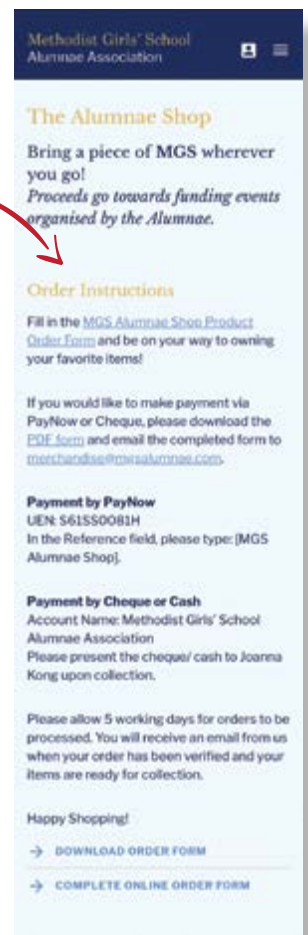 Methodist Girls' School
Alumnae Association
The Alumnae Shop
Bring a piece of MGS wherever
you go!
Proceeds go towards funding events
organised by the Alumnae.
Order Instructions
Fill in the MGS Alumnae Shop Product
Order Form and be on your way to owning
your favorite items!
If you would like to make payment via
PayNow or Cheque, please download the
PDF form and email the completed form to
merchandise@mgsalumnae.com.
Payment by PayNow
UEN: S61SS0081H
In the Reference field, please type: [MGS
Alumnae Shop].
Payment by Cheque or Cash
Account Name: Methodist Girls' School
Alumnae Association
Please present the cheque/ cash to Joanna
Kong upon collection.
Please allow 5 working days for orders to be
processed. You will receive an email from us
when your order has been verified and your
items are ready for collection.
Happy Shopping!
DOWNLOAD ORDER FORM
COMPLETE ONLINE ORDER FORM